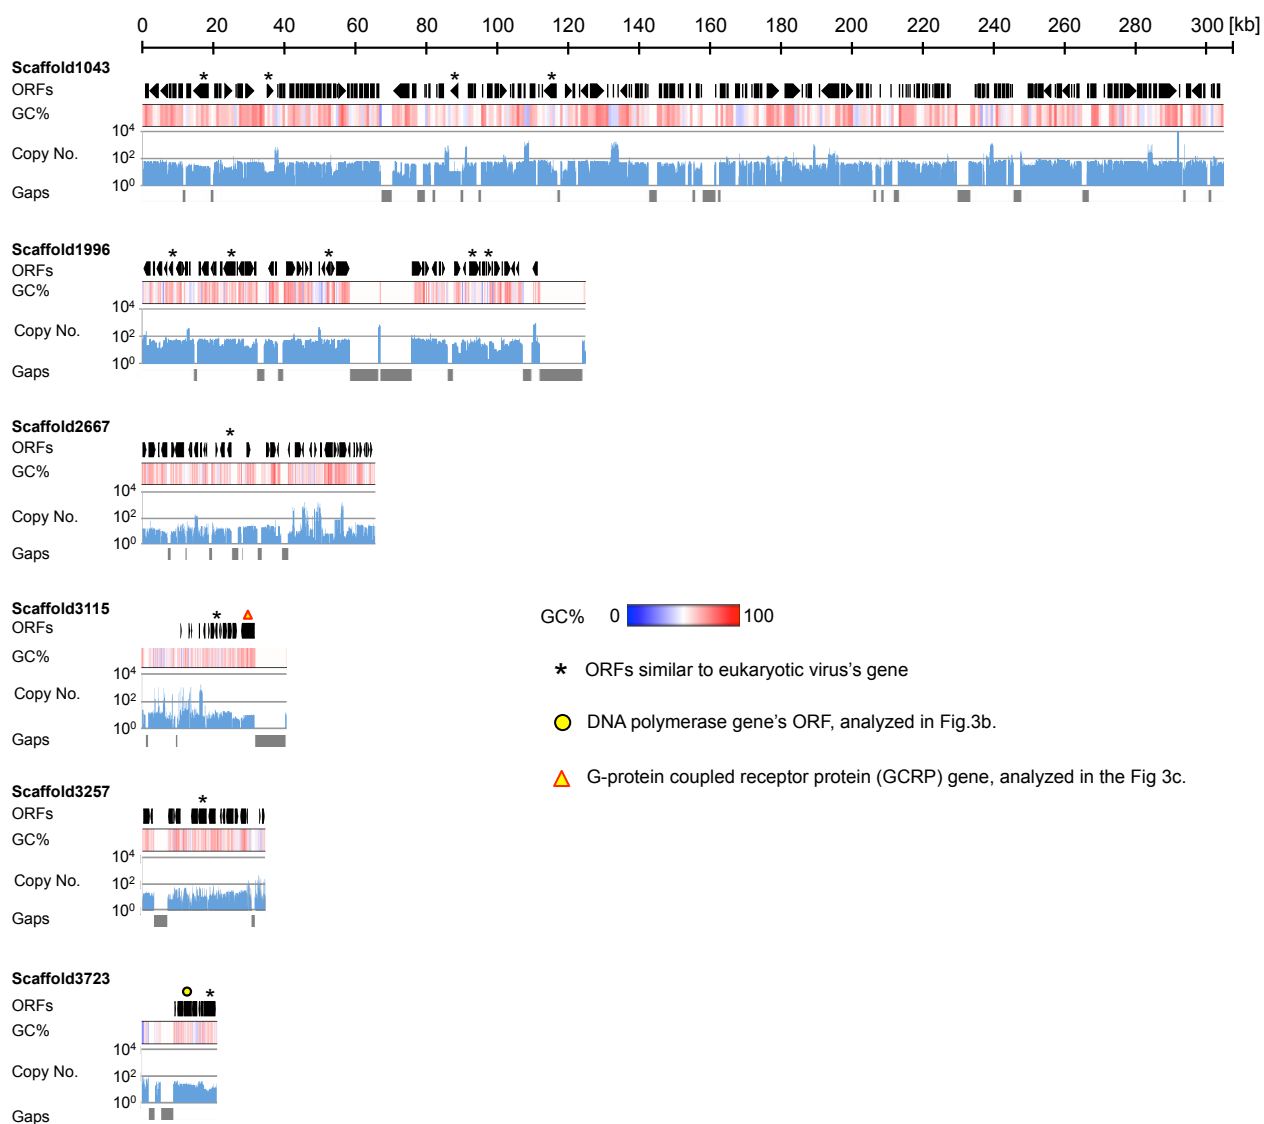 0 20 40 60 80 100 120 140 160 180 200 220 240 260 280 300 [kb]
Scaffold1043
* * * *
ORFs
GC%
10⁴
Copy No. 10²
10⁰
Gaps
Scaffold1996
* * * * *
ORFs
GC%
10⁴
Copy No. 10²
10⁰
Gaps
Scaffold2667
*
ORFs
GC%
10⁴
Copy No. 10²
10⁰
Gaps
Scaffold3115
*
ORFs
GC%
10⁴
Copy No. 10²
10⁰
Gaps
GC% 0 100
* ORFs similar to eukaryotic virus's gene
DNA polymerase gene's ORF, analyzed in Fig.3b.
G-protein coupled receptor protein (GCRP) gene, analyzed in the Fig 3c.
Scaffold3257
*
ORFs
GC%
10⁴
Copy No. 10²
10⁰
Gaps
Scaffold3723
*
ORFs
GC%
10⁴
Copy No. 10²
10⁰
Gaps